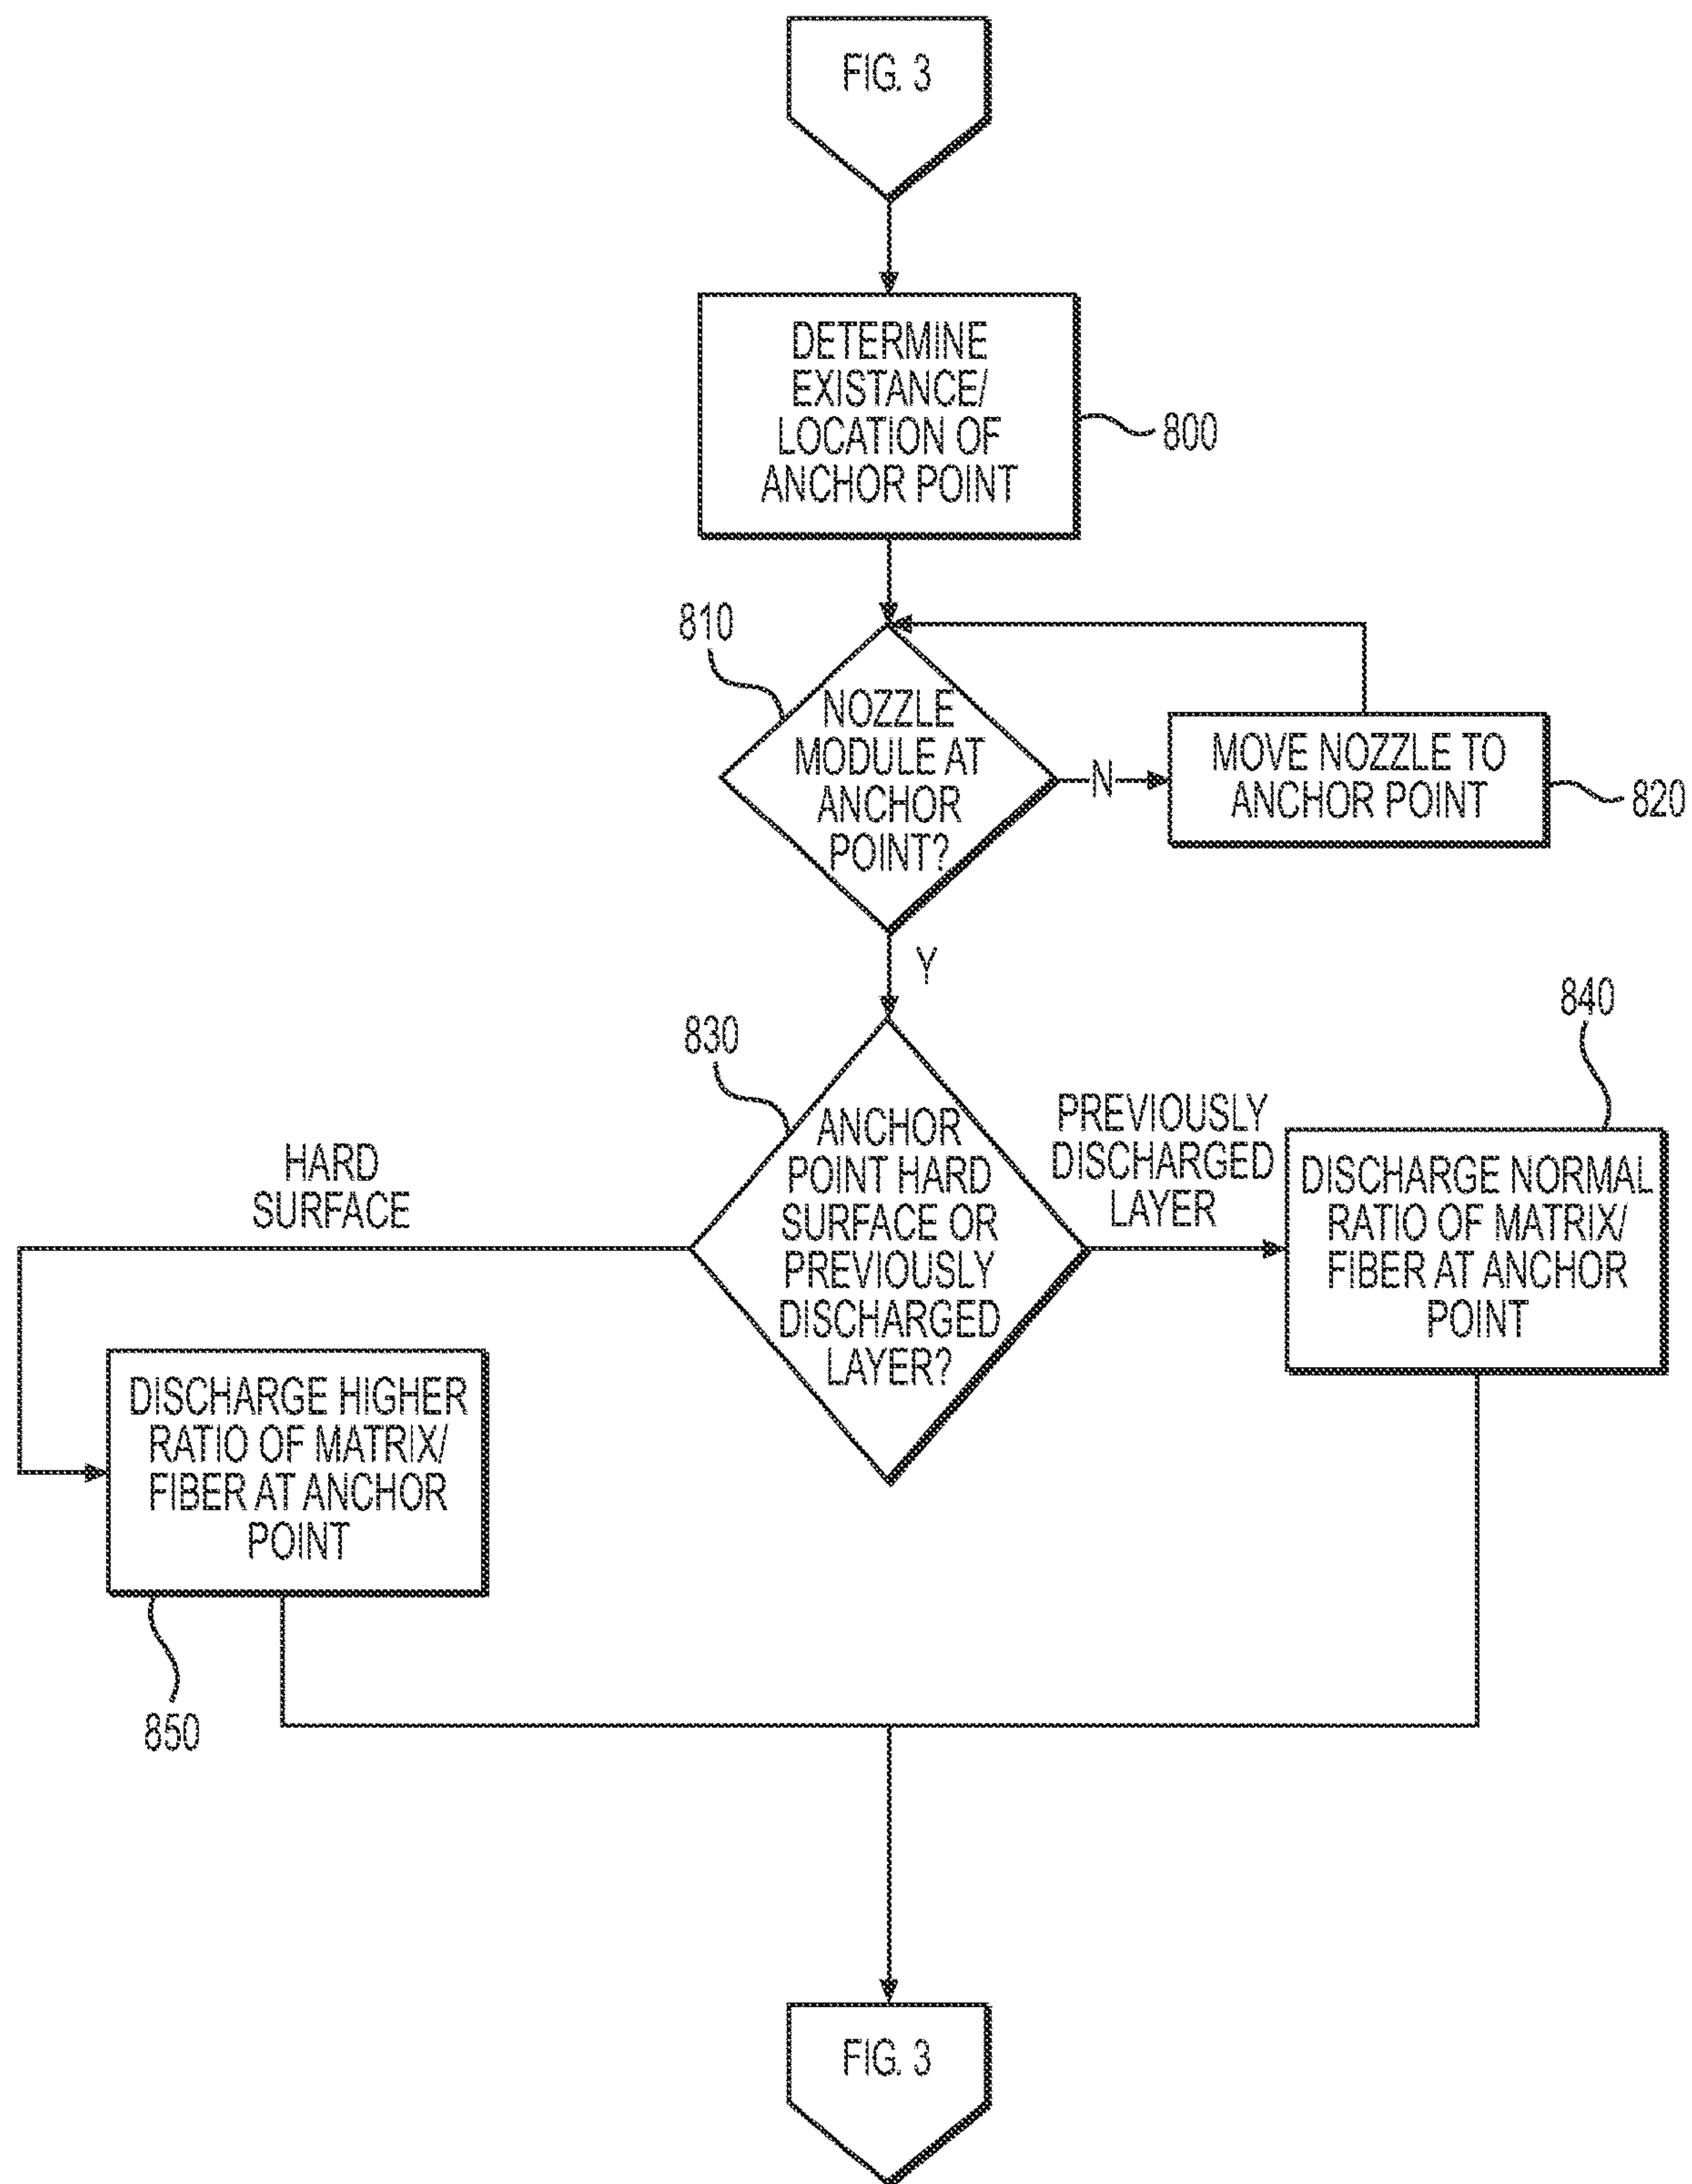 FIG. 3
DETERMINE
EXISTANCE/
LOCATION OF
ANCHOR POINT
800
810
NOZZLE
MODULE AT
ANCHOR
POINT?
N
MOVE NOZZLE TO
ANCHOR POINT
820
Y
830
840
ANCHOR
POINT HARD
SURFACE OR
PREVIOUSLY
DISCHARGED
LAYER?
PREVIOUSLY
DISCHARGED
LAYER
DISCHARGE NORMAL
RATIO OF MATRIX/
FIBER AT ANCHOR
POINT
HARD
SURFACE
DISCHARGE HIGHER
RATIO OF MATRIX/
FIBER AT ANCHOR
POINT
850
FIG. 3